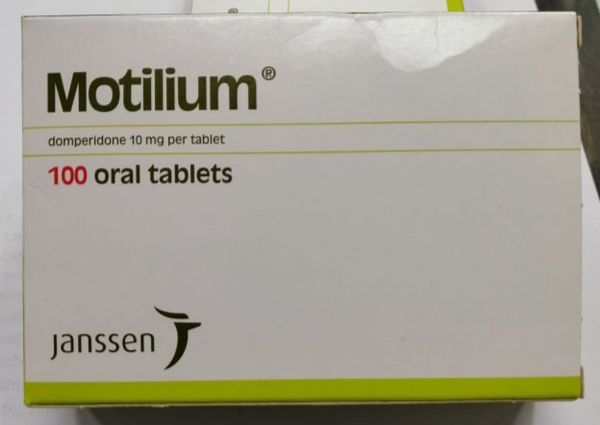 Motilium®
domperidone 10 mg per tablet
100 oral tablets
janssen